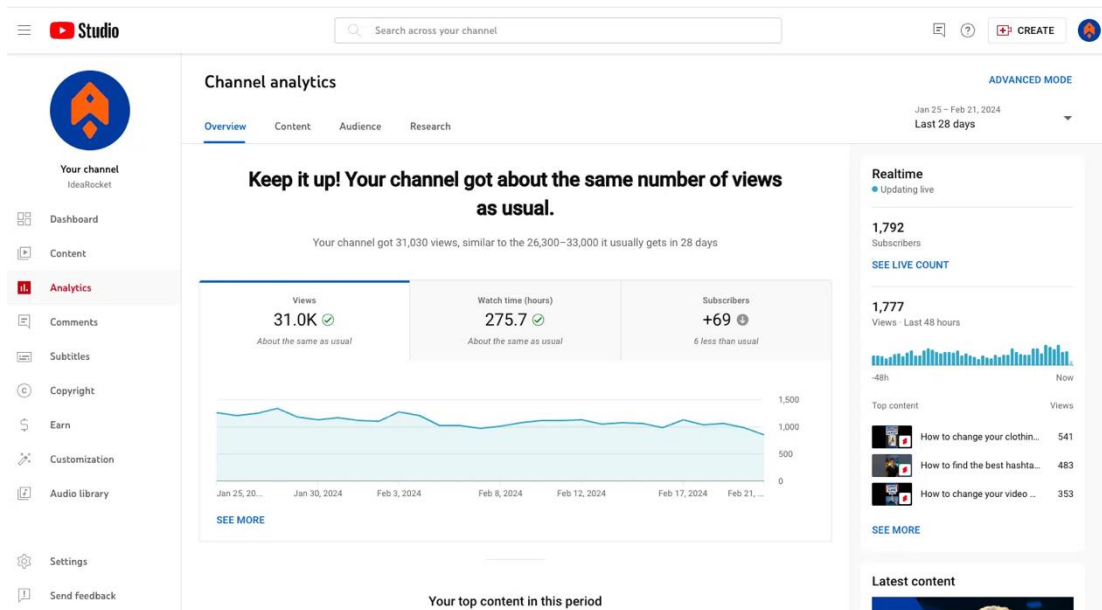 Studio
Search across your channel
CREATE
Your channel
IdeaRocket
Dashboard
Content
Analytics
Comments
Subtitles
Copyright
Earn
Customization
Audio library
Settings
Send feedback
Channel analytics
ADVANCED MODE
Overview
Content
Audience
Research
Jan 25 – Feb 21, 2024
Last 28 days
Keep it up! Your channel got about the same number of views
as usual.
Your channel got 31,030 views, similar to the 26,300–33,000 it usually gets in 28 days
Views
31.0K
About the same as usual
Watch time (hours)
275.7
About the same as usual
Subscribers
+69
6 less than usual
1,500
1,000
500
0
Jan 25, 20...
Jan 30, 2024
Feb 3, 2024
Feb 8, 2024
Feb 12, 2024
Feb 17, 2024
Feb 21, ...
SEE MORE
Your top content in this period
Realtime
Updating live
1,792
Subscribers
SEE LIVE COUNT
1,777
Views · Last 48 hours
-48h
Now
Top content
Views
How to change your clothin...
541
How to find the best hashta...
483
How to change your video ...
353
SEE MORE
Latest content